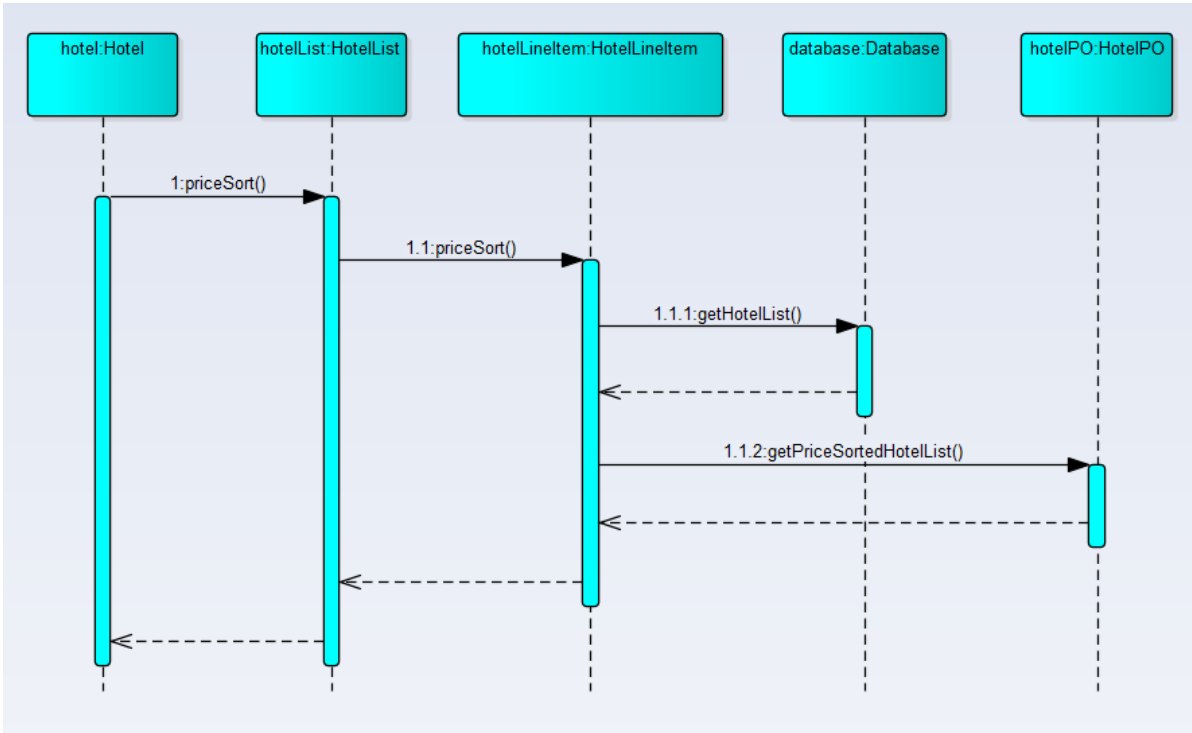 hotel:Hotel
hotelList:HotelList
hotelLineItem:HotelLineItem
database:Database
hotelPO:HotelPO
1:priceSort()
1.1:priceSort()
1.1.1:getHotelList()
1.1.2:getPriceSortedHotelList()